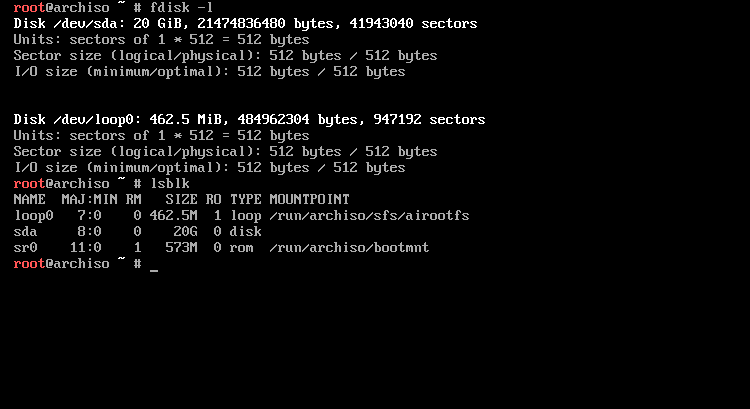 root@archiso ~ # fdisk -l
Disk /dev/sda: 20 GiB, 21474836480 bytes, 41943040 sectors
Units: sectors of 1 * 512 = 512 bytes
Sector size (logical/physical): 512 bytes / 512 bytes
I/O size (minimum/optimal): 512 bytes / 512 bytes
Disk /dev/loop0: 462.5 MiB, 484962304 bytes, 947192 sectors
Units: sectors of 1 * 512 = 512 bytes
Sector size (logical/physical): 512 bytes / 512 bytes
I/O size (minimum/optimal): 512 bytes / 512 bytes
root@archiso ~ # lsblk
NAME  MAJ:MIN RM   SIZE RO TYPE MOUNTPOINT
loop0   7:0    0 462.5M  1 loop /run/archiso/sfs/airootfs
sda     8:0    0    20G  0 disk
sr0    11:0    1   573M  0 rom  /run/archiso/bootmnt
root@archiso ~ # _